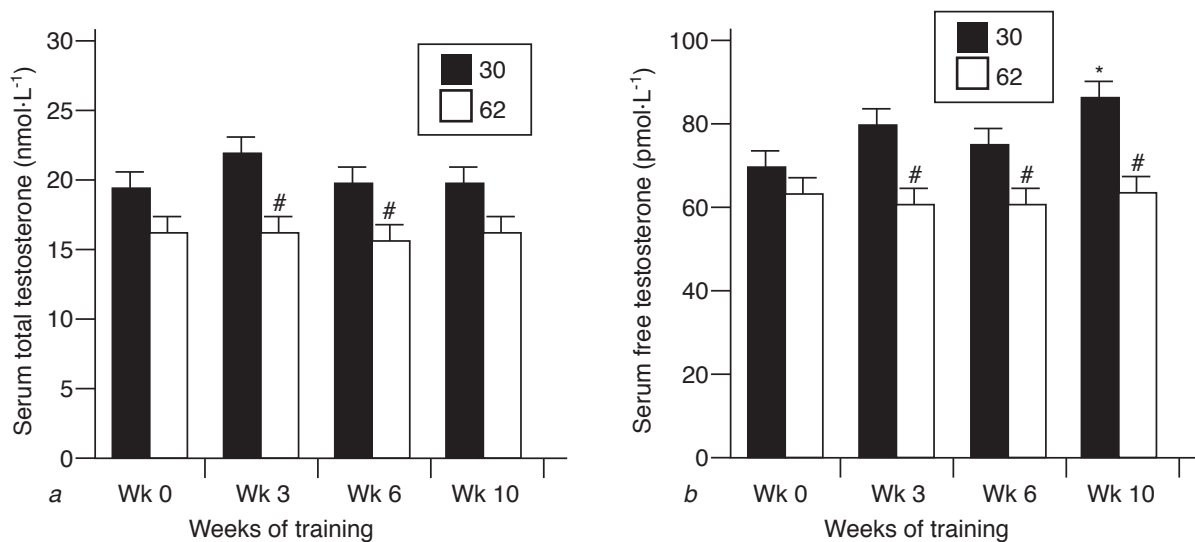 Serum total testosterone (nmol·L⁻¹)
30
25
20
15
10
5
0
30
62
#
#
a
Wk 0 Wk 3 Wk 6 Wk 10
Weeks of training
Serum free testosterone (pmol·L⁻¹)
100
80
60
40
20
0
30
62
*
#
#
#
b
Wk 0 Wk 3 Wk 6 Wk 10
Weeks of training